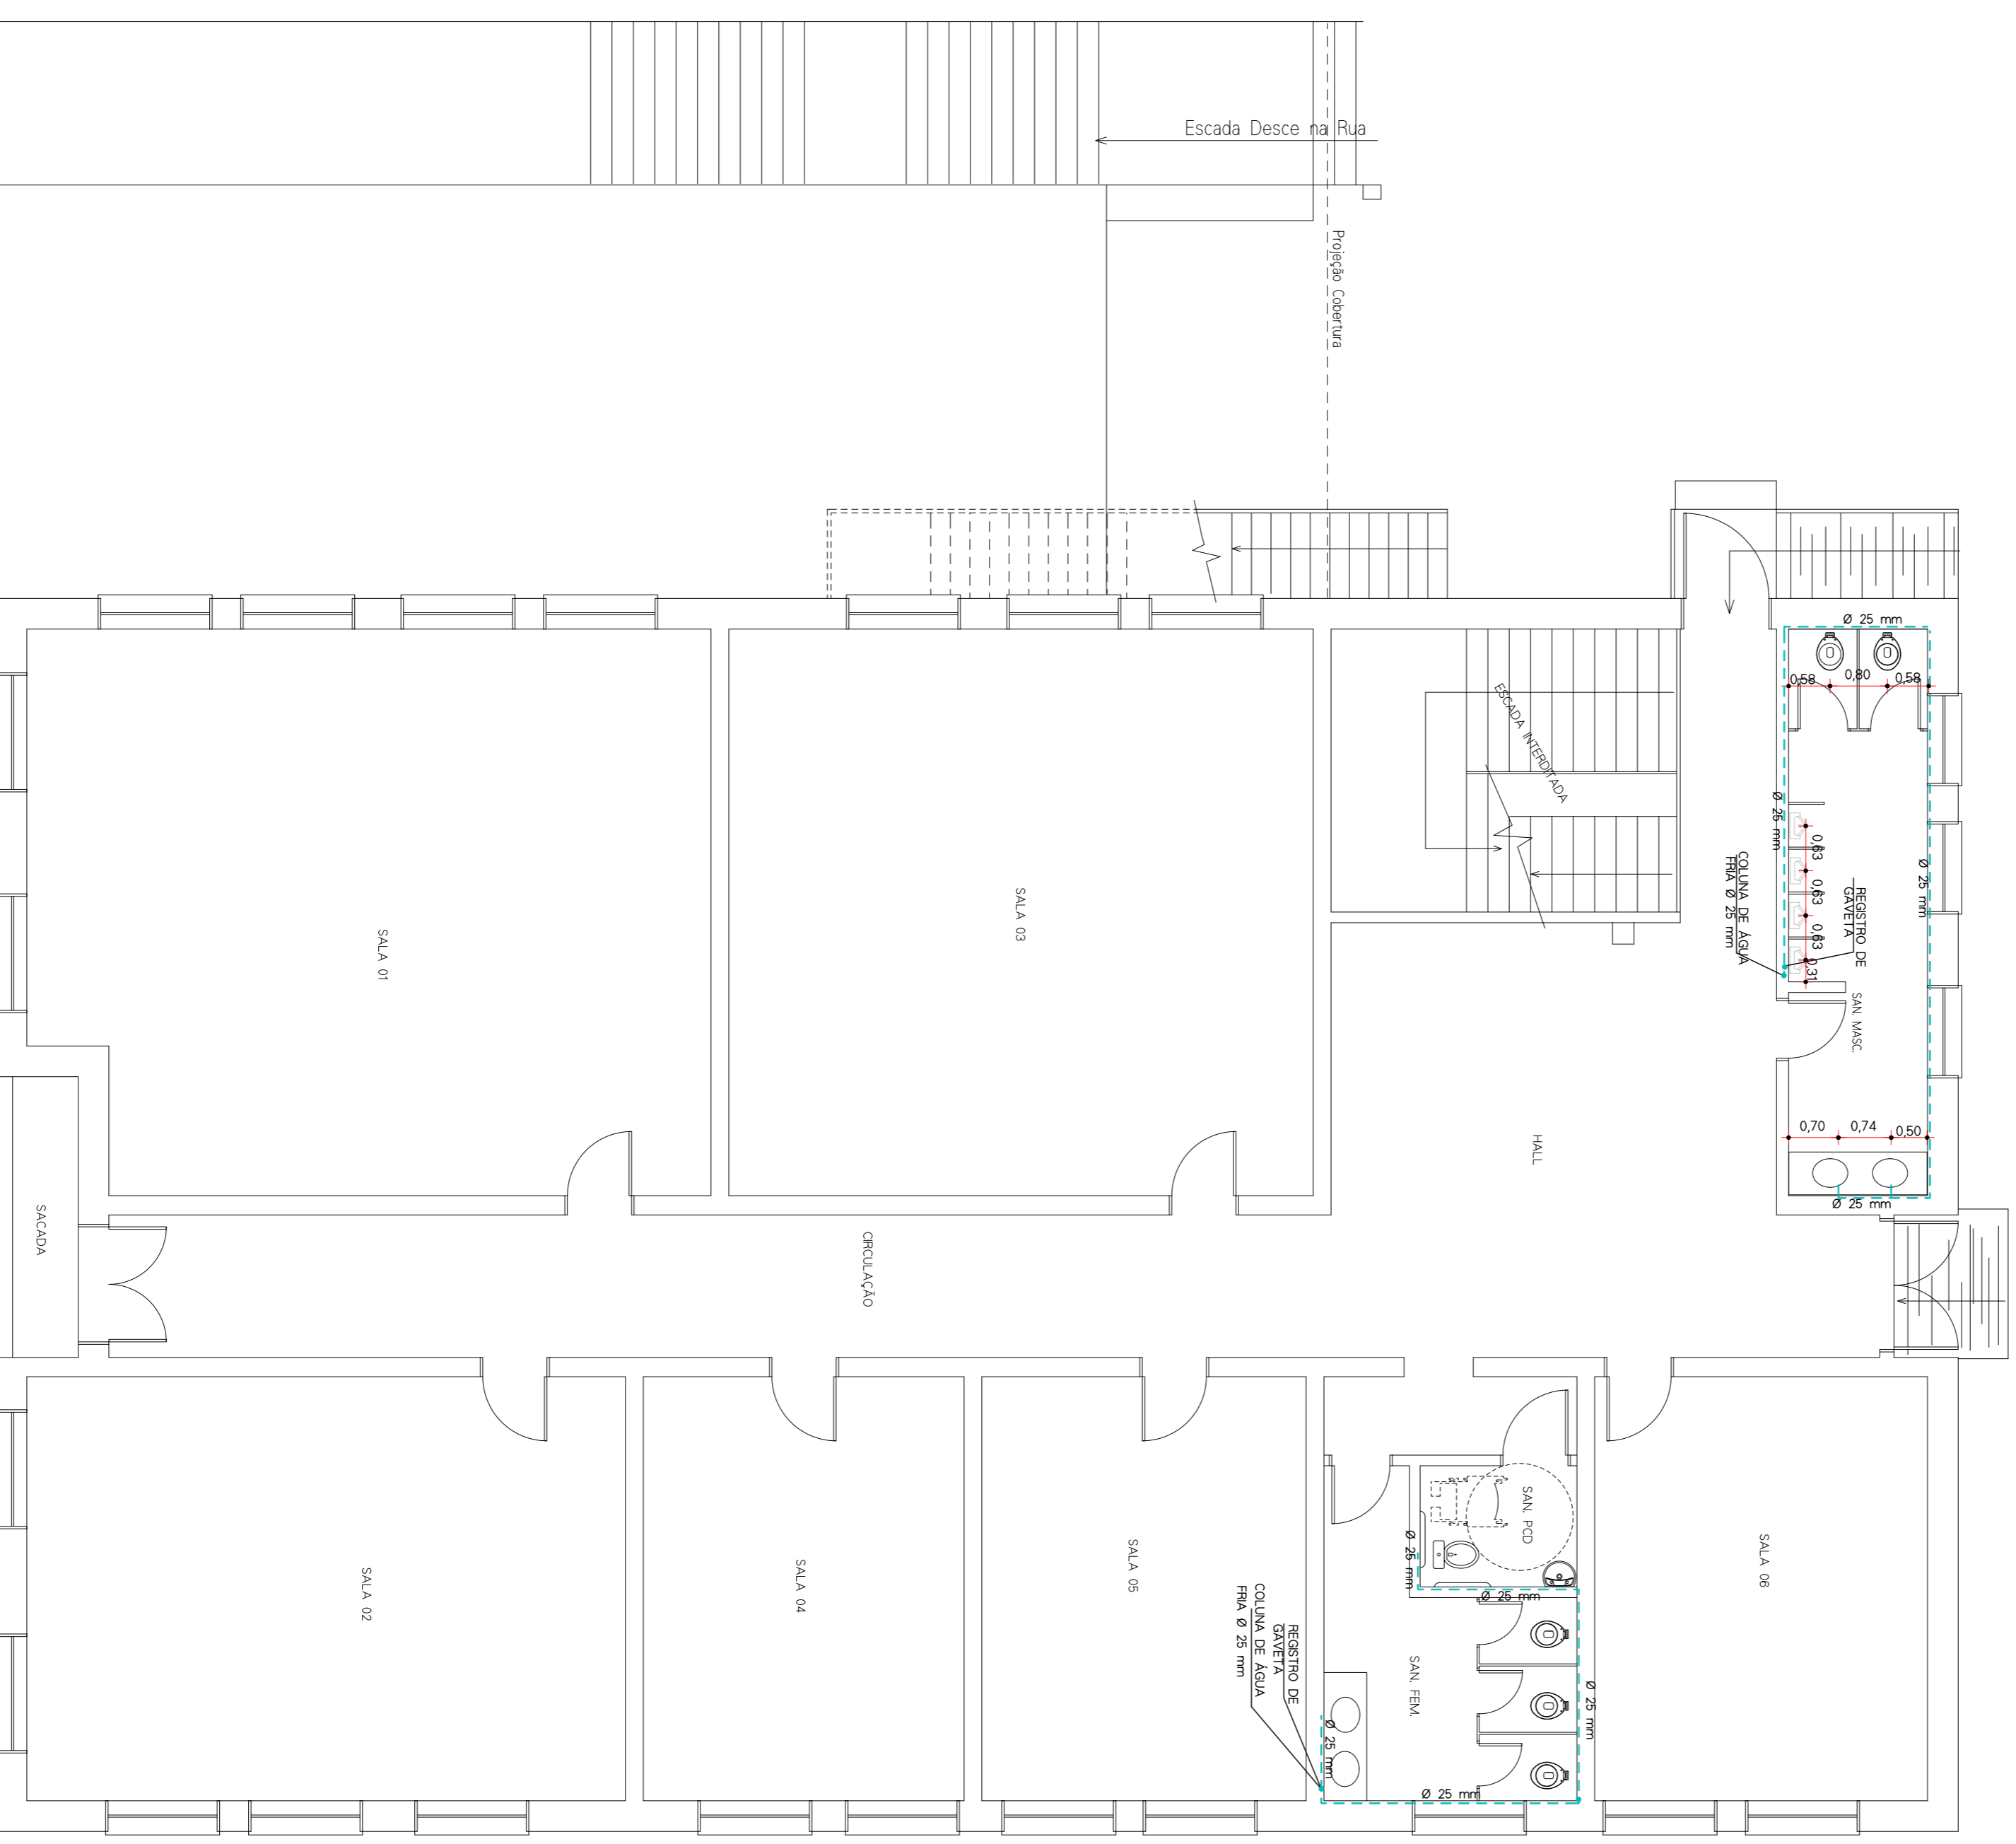 Escada Desce na Rua
Projeção Cobertura
Ø 25 mm
0,58
0,80
0,58
ESCADA INTERDITADA
Ø 25 mm
Ø 25 mm
0,63
0,63
0,63
0,31
COLUNA DE ÁGUA
FRIA Ø 25 mm
REGISTRO DE
GAVETA
SAN. MASC.
SALA 01
SALA 03
HALL
0,70
0,74
0,50
Ø 25 mm
SACADA
CIRCULAÇÃO
SALA 02
SALA 04
SALA 05
SAN. PCD
SALA 06
Ø 25 mm
Ø 25 mm
REGISTRO DE
GAVETA
COLUNA DE ÁGUA
FRIA Ø 25 mm
SAN. FEM.
Ø 25 mm
Ø 25 mm
Ø 25 mm